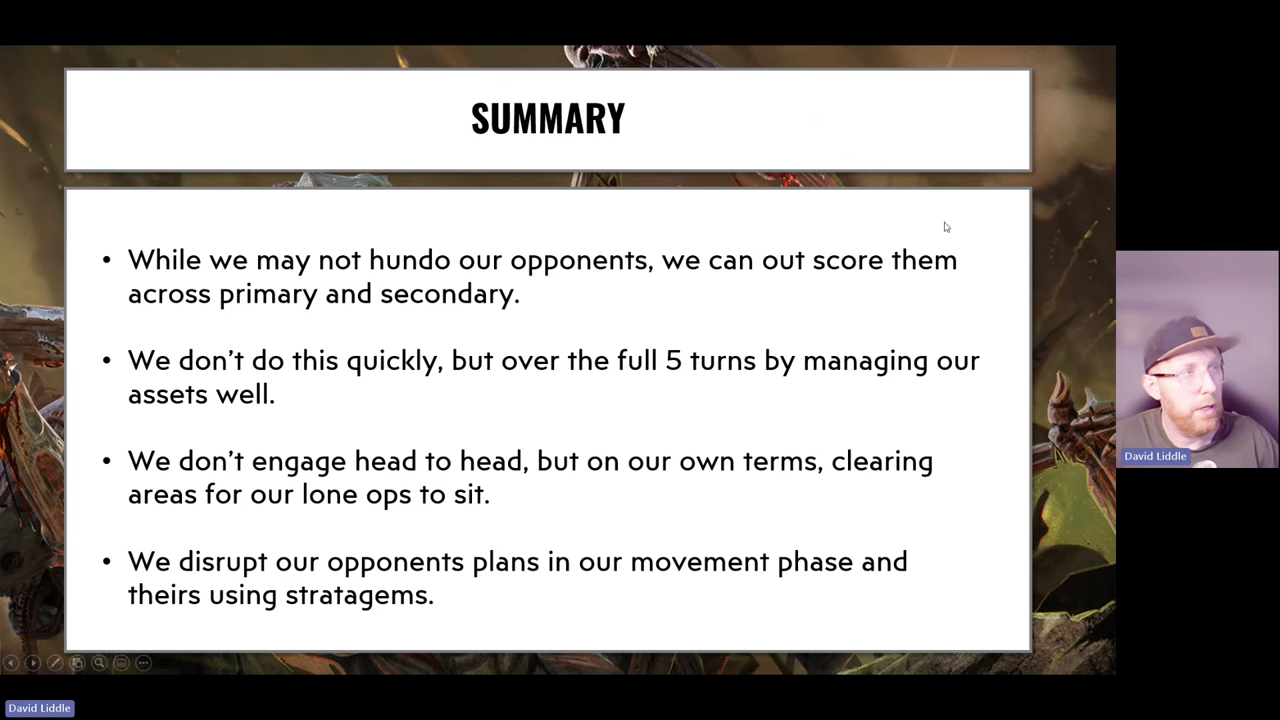 SUMMARY
• While we may not hundo our opponents, we can out score them
across primary and secondary.
• We don't do this quickly, but over the full 5 turns by managing our
assets well.
• We don't engage head to head, but on our own terms, clearing
areas for our lone ops to sit.
• We disrupt our opponents plans in our movement phase and
theirs using stratagems.
David Liddle
David Liddle